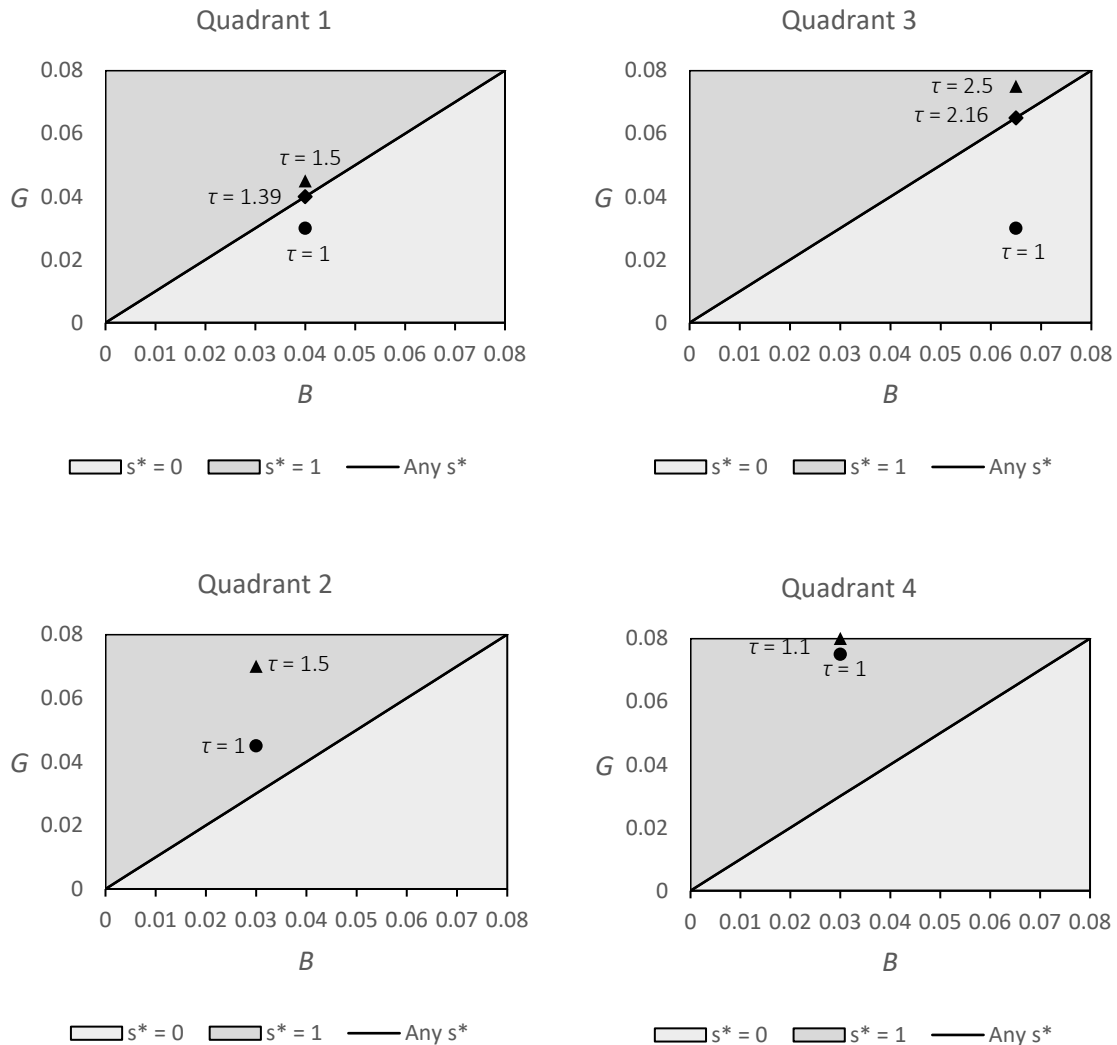 Quadrant 1
0.08
0.06
0.04
0.02
0
G
τ = 1.5
τ = 1.39
τ = 1
0 0.01 0.02 0.03 0.04 0.05 0.06 0.07 0.08
B
s* = 0 s* = 1 Any s*
Quadrant 3
0.08
0.06
0.04
0.02
0
G
τ = 2.5
τ = 2.16
τ = 1
0 0.01 0.02 0.03 0.04 0.05 0.06 0.07 0.08
B
s* = 0 s* = 1 Any s*
Quadrant 2
0.08
0.06
0.04
0.02
0
G
τ = 1.5
τ = 1
0 0.01 0.02 0.03 0.04 0.05 0.06 0.07 0.08
B
s* = 0 s* = 1 Any s*
Quadrant 4
0.08
0.06
0.04
0.02
0
G
τ = 1.1
τ = 1
0 0.01 0.02 0.03 0.04 0.05 0.06 0.07 0.08
B
s* = 0 s* = 1 Any s*